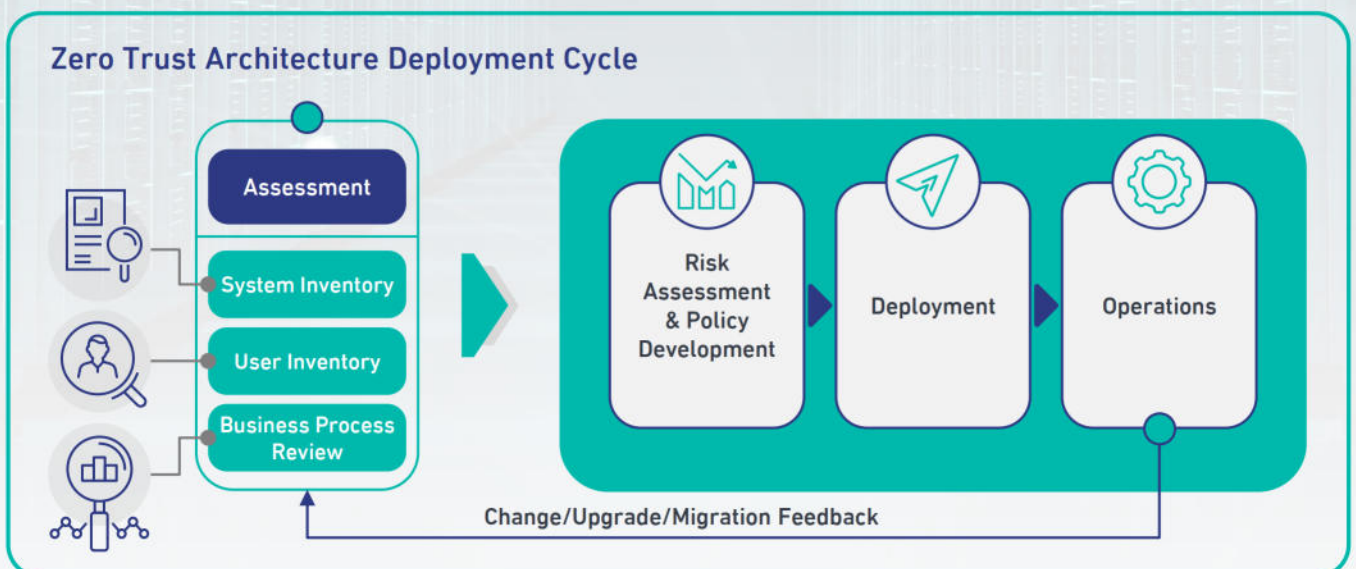 Zero Trust Architecture Deployment Cycle
Assessment
System Inventory
User Inventory
Business Process
Review
Risk
Assessment
& Policy
Development
Deployment
Operations
Change/Upgrade/Migration Feedback